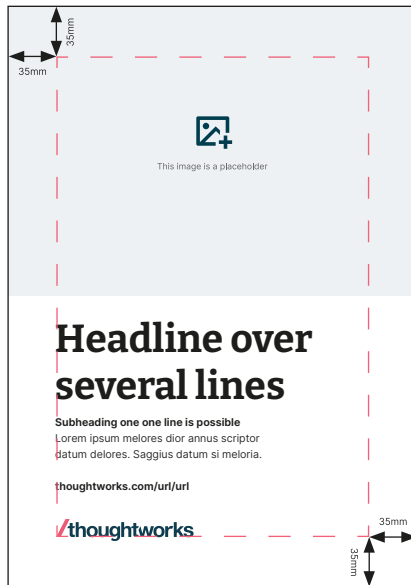 35mm
35mm
This image is a placeholder
Headline over
several lines
Subheading one one line is possible
Lorem ipsum melores dior annus scriptor
datum delores. Saggius datum si meloria.
thoughtworks.com/url/url
thoughtworks
35mm
35mm